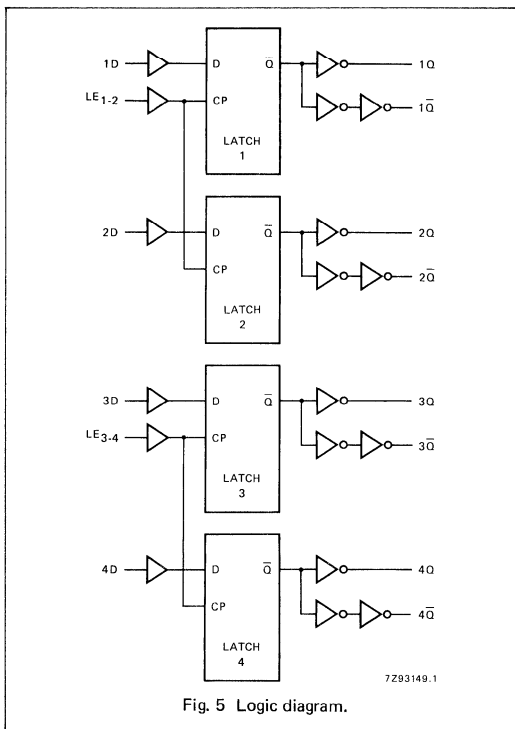 1D
D
Q̅
1Q
LE1-2
CP
1Q̅
LATCH
1
2D
D
Q̅
2Q
CP
2Q̅
LATCH
2
3D
D
Q̅
3Q
LE3-4
CP
3Q̅
LATCH
3
4D
D
Q̅
4Q
CP
4Q̅
LATCH
4
7Z93149.1
Fig. 5 Logic diagram.